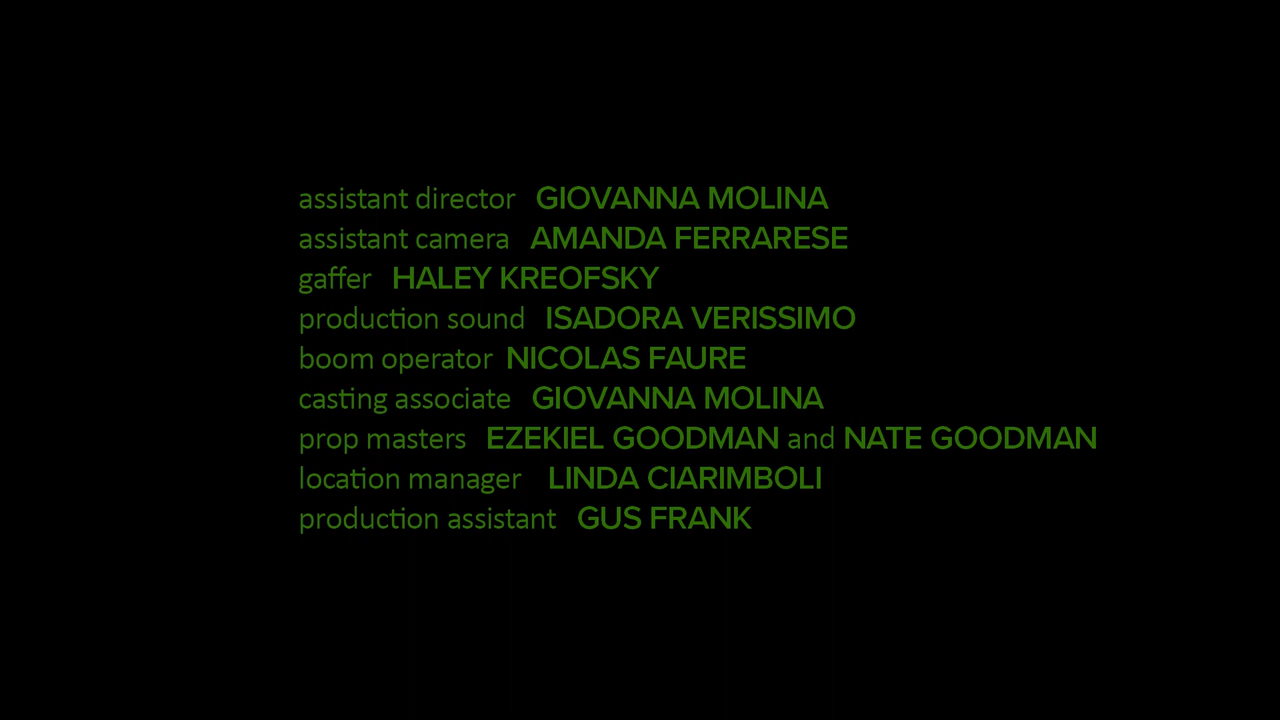 assistant director GIOVANNA MOLINA
assistant camera AMANDA FERRARESE
gaffer HALEY KREOFSKY
production sound ISADORA VERISSIMO
boom operator NICOLAS FAURE
casting associate GIOVANNA MOLINA
prop masters EZEKIEL GOODMAN and NATE GOODMAN
location manager LINDA CIARIMBOLI
production assistant GUS FRANK